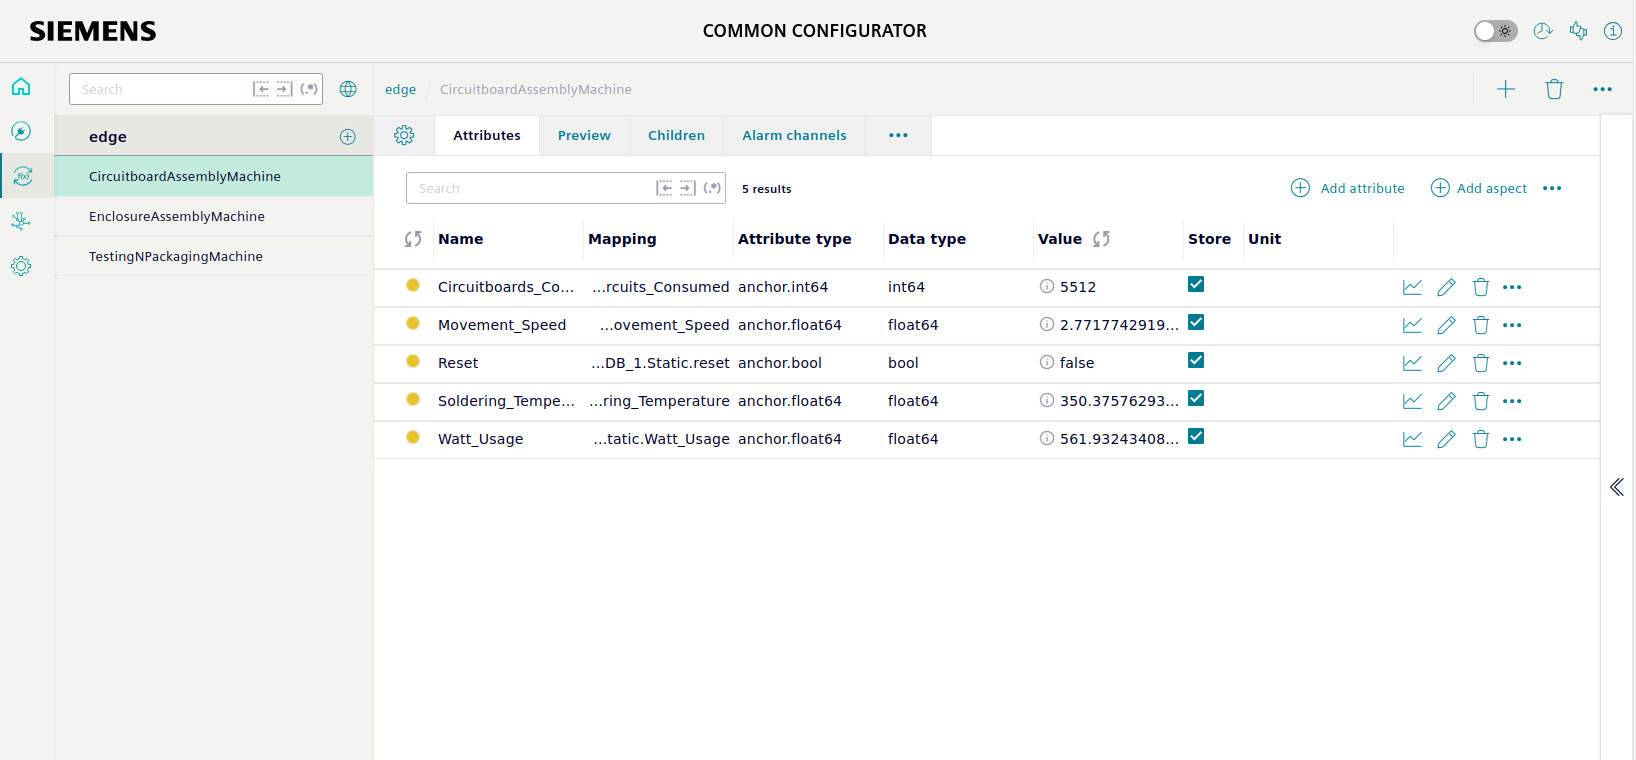 SIEMENS
COMMON CONFIGURATOR
Search
(.*)
edge / CircuitboardAssemblyMachine
edge
CircuitboardAssemblyMachine
EnclosureAssemblyMachine
TestingNPackagingMachine
Attributes Preview Children Alarm channels •••
Search
(.*)
5 results
Add attribute Add aspect •••
Name Mapping Attribute type Data type Value Store Unit
Circuitboards_Co... ...rcuits_Consumed anchor.int64 int64 5512
Movement_Speed ...ovement_Speed anchor.float64 float64 2.7717742919...
Reset ...DB_1.Static.reset anchor.bool bool false
Soldering_Tempe... ...ring_Temperature anchor.float64 float64 350.37576293...
Watt_Usage ...tatic.Watt_Usage anchor.float64 float64 561.93243408...